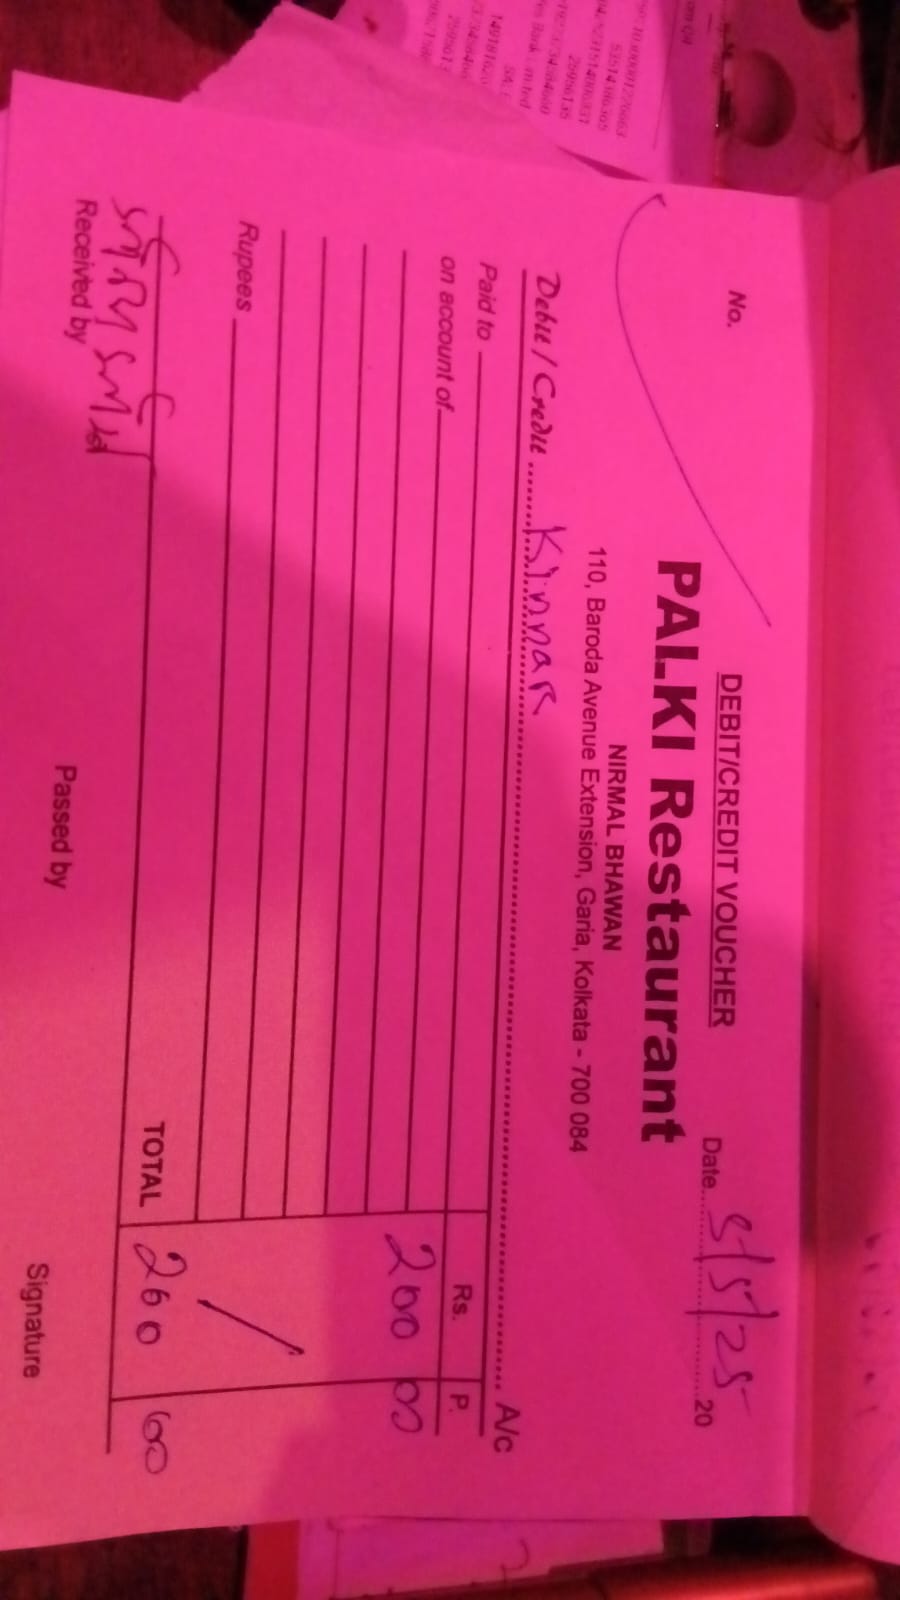 DEBIT/CREDIT VOUCHER
No.
Date 5/5/25 20
PALKI Restaurant
NIRMAL BHAWAN
110, Baroda Avenue Extension, Garia, Kolkata - 700 084
Debit / Credit Kinnar A/c
Paid to
Rs. P.
on account of
200 00
Rupees
TOTAL 200 00
Received by Passed by Signature